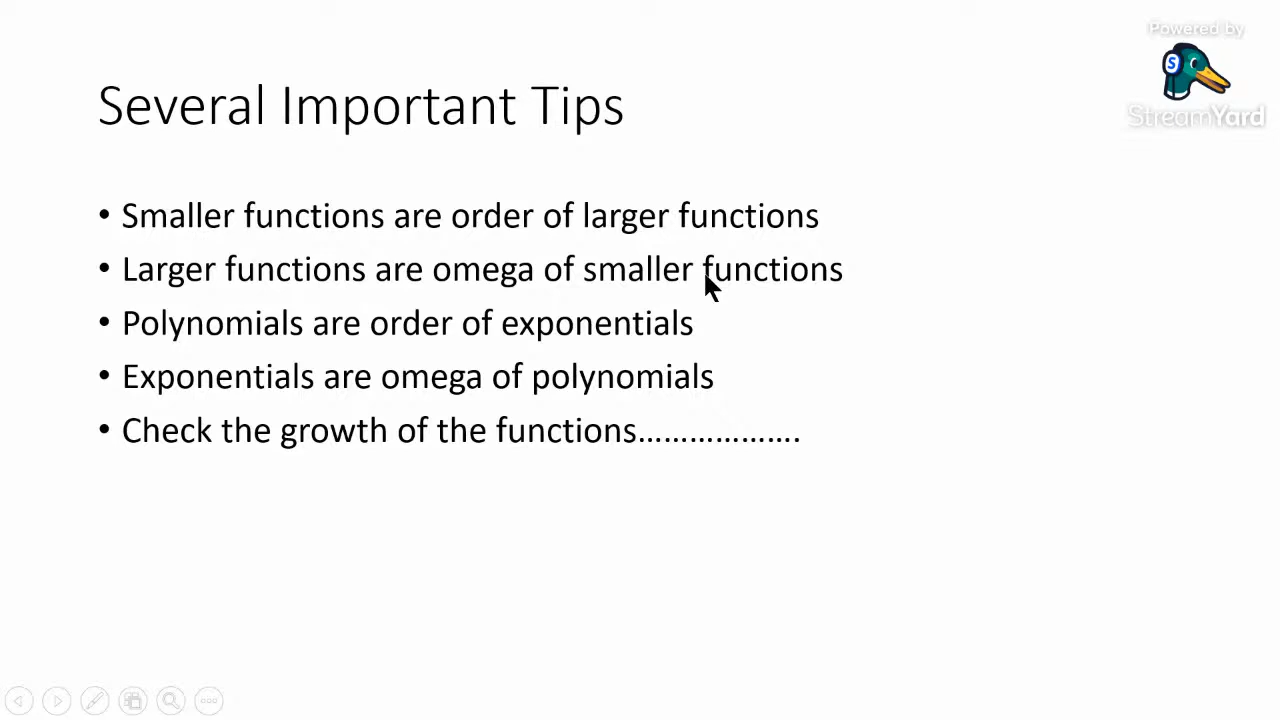 Powered by
S
StreamYard
Several Important Tips
• Smaller functions are order of larger functions
• Larger functions are omega of smaller functions
• Polynomials are order of exponentials
• Exponentials are omega of polynomials
• Check the growth of the functions……………….